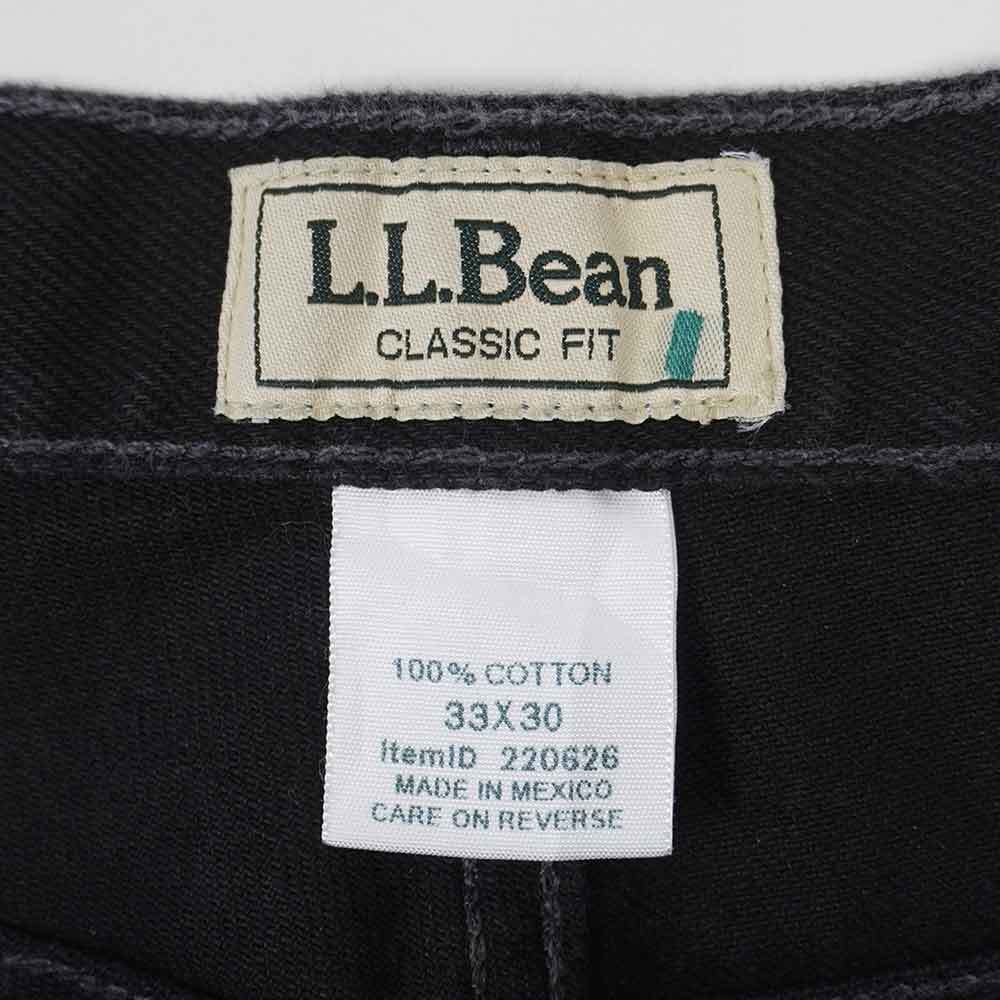 L.L.Bean
CLASSIC FIT
100% COTTON
33X30
ItemID 220626
MADE IN MEXICO
CARE ON REVERSE